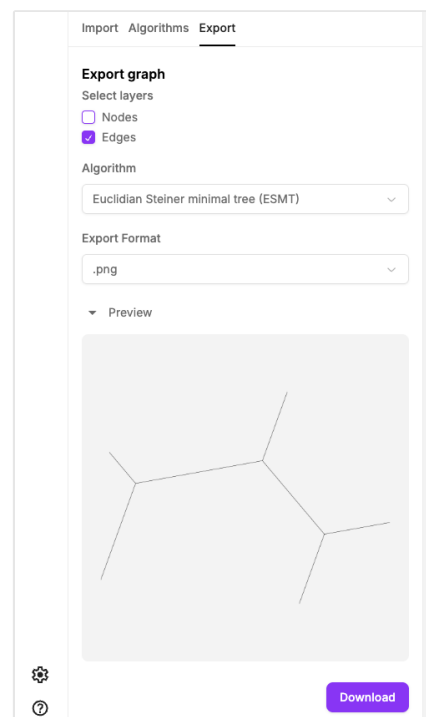 Import Algorithms Export
Export graph
Select layers
Nodes
Edges
Algorithm
Euclidian Steiner minimal tree (ESMT)
Export Format
.png
Preview
Download